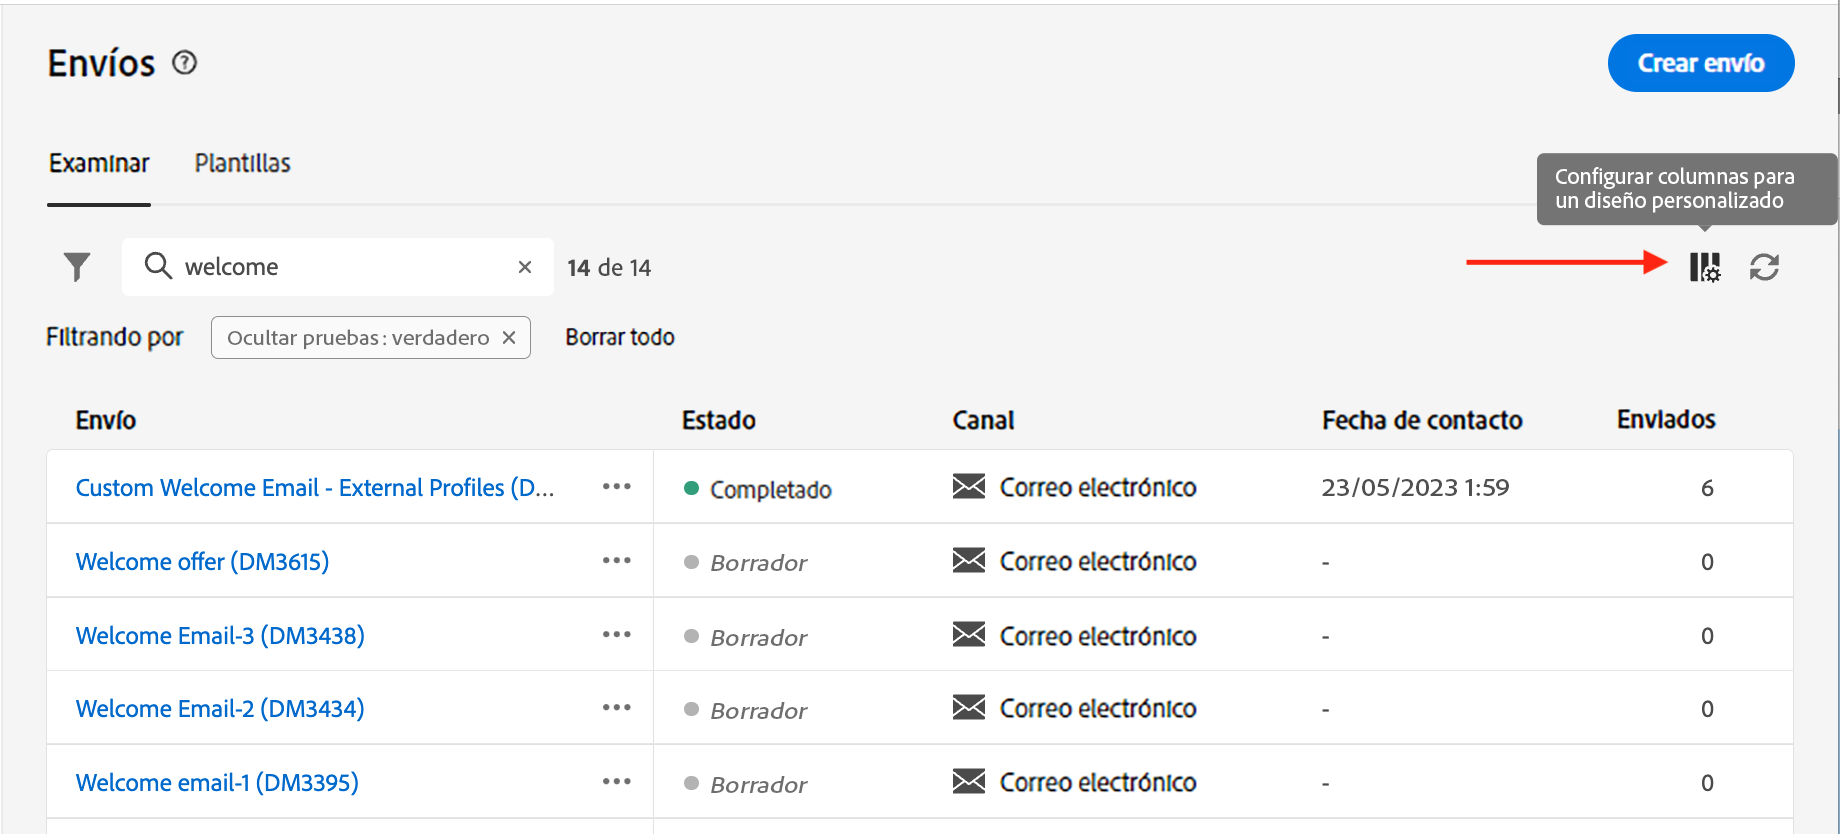 Envíos
Crear envío
Examinar Plantillas
Configurar columnas para
un diseño personalizado
welcome 14 de 14
Filtrando por Ocultar pruebas: verdadero Borrar todo
Envío Estado Canal Fecha de contacto Enviados
Custom Welcome Email - External Profiles (D... Completado Correo electrónico 23/05/2023 1:59 6
Welcome offer (DM3615) Borrador Correo electrónico - 0
Welcome Email-3 (DM3438) Borrador Correo electrónico - 0
Welcome Email-2 (DM3434) Borrador Correo electrónico - 0
Welcome email-1 (DM3395) Borrador Correo electrónico - 0